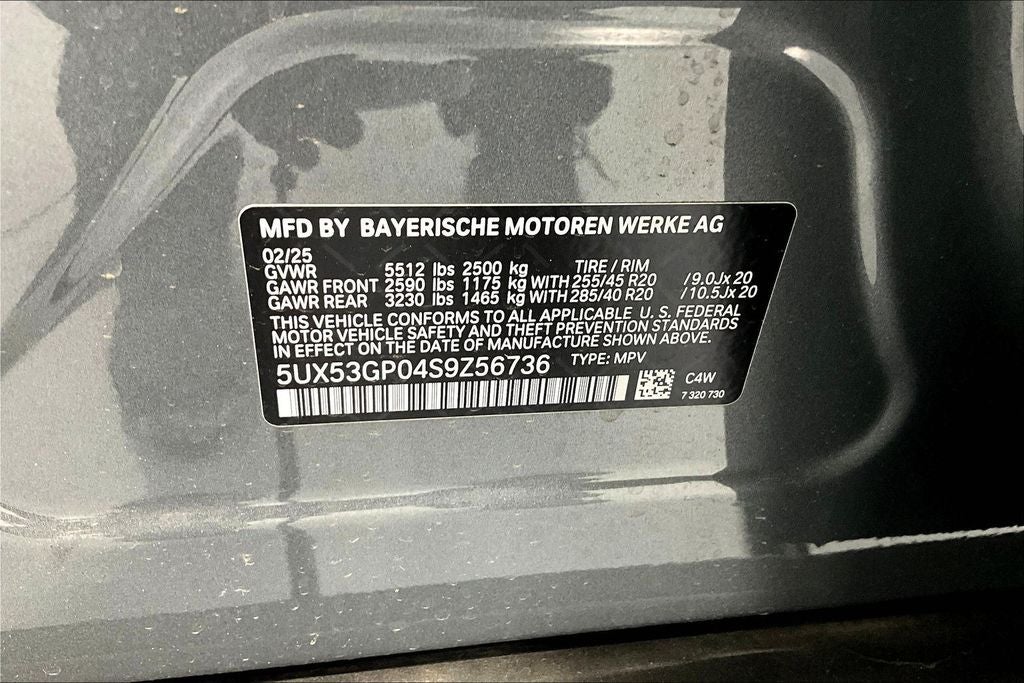 MFD BY BAYERISCHE MOTOREN WERKE AG
02/25
GVWR 5512 lbs 2500 kg TIRE / RIM
GAWR FRONT 2590 lbs 1175 kg WITH 255/45 R20 /9.0Jx 20
GAWR REAR 3230 lbs 1465 kg WITH 285/40 R20 /10.5Jx 20
THIS VEHICLE CONFORMS TO ALL APPLICABLE U. S. FEDERAL
MOTOR VEHICLE SAFETY AND THEFT PREVENTION STANDARDS
IN EFFECT ON THE DATE OF MANUFACTURE SHOWN ABOVE.
5UX53GP04S9Z56736 TYPE: MPV
C4W
7 320 730